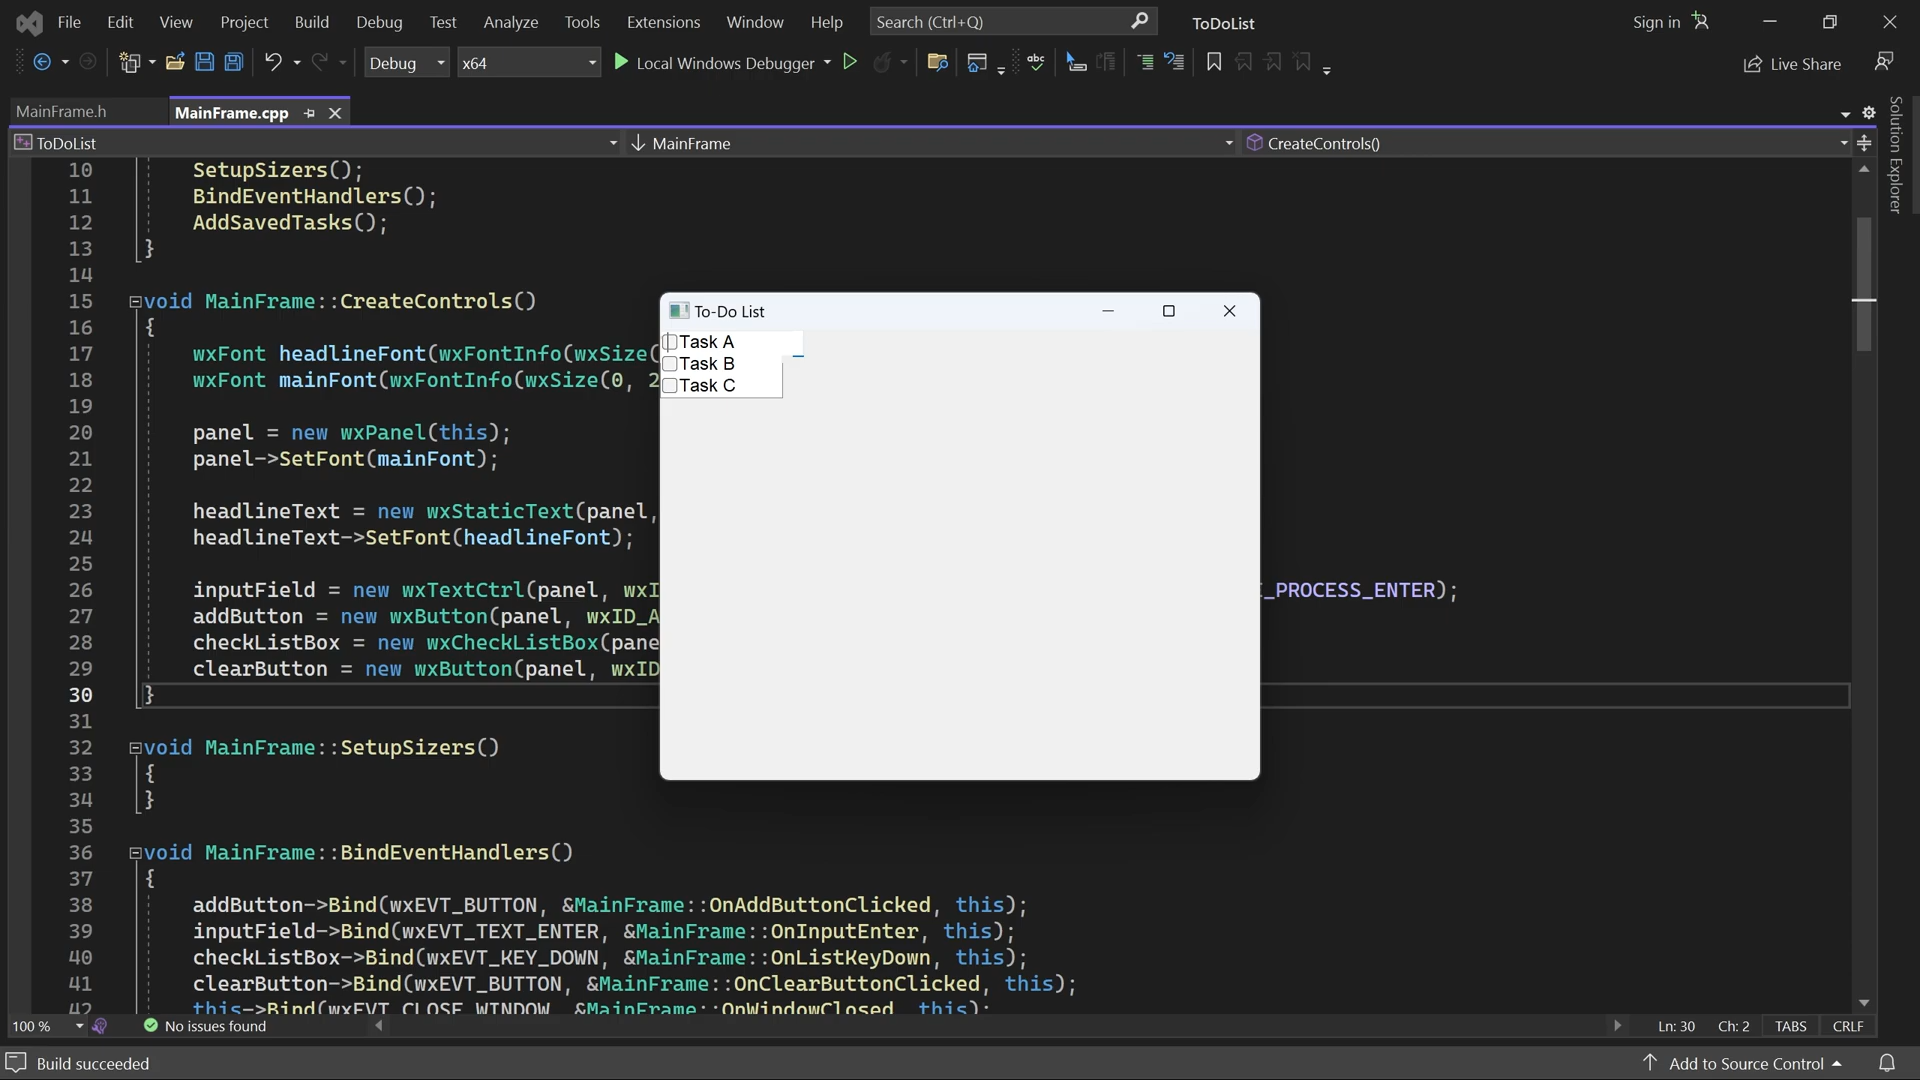 File Edit View Project Build Debug Test Analyze Tools Extensions Window Help Search (Ctrl+Q) ToDoList Sign in
Debug x64 Local Windows Debugger Live Share
MainFrame.h MainFrame.cpp
ToDoList MainFrame CreateControls()
Solution Explorer
10 SetupSizers();
11 BindEventHandlers();
12 AddSavedTasks();
13 }
14
15 void MainFrame::CreateControls()
16 {
17 wxFont headlineFont(wxFontInfo(wxSize(
18 wxFont mainFont(wxFontInfo(wxSize(0, 2
19
20 panel = new wxPanel(this);
21 panel->SetFont(mainFont);
22
23 headlineText = new wxStaticText(panel,
24 headlineText->SetFont(headlineFont);
25
26 inputField = new wxTextCtrl(panel, wxI _PROCESS_ENTER);
27 addButton = new wxButton(panel, wxID_A
28 checkListBox = new wxCheckListBox(pane
29 clearButton = new wxButton(panel, wxID
30 }
31
32 void MainFrame::SetupSizers()
33 {
34 }
35
36 void MainFrame::BindEventHandlers()
37 {
38 addButton->Bind(wxEVT_BUTTON, &MainFrame::OnAddButtonClicked, this);
39 inputField->Bind(wxEVT_TEXT_ENTER, &MainFrame::OnInputEnter, this);
40 checkListBox->Bind(wxEVT_KEY_DOWN, &MainFrame::OnListKeyDown, this);
41 clearButton->Bind(wxEVT_BUTTON, &MainFrame::OnClearButtonClicked, this);
42 this->Bind(wxEVT_CLOSE_WINDOW, &MainFrame::OnWindowClosed, this);
To-Do List
Task A
Task B
Task C
100 % No issues found Ln: 30 Ch: 2 TABS CRLF
Build succeeded Add to Source Control